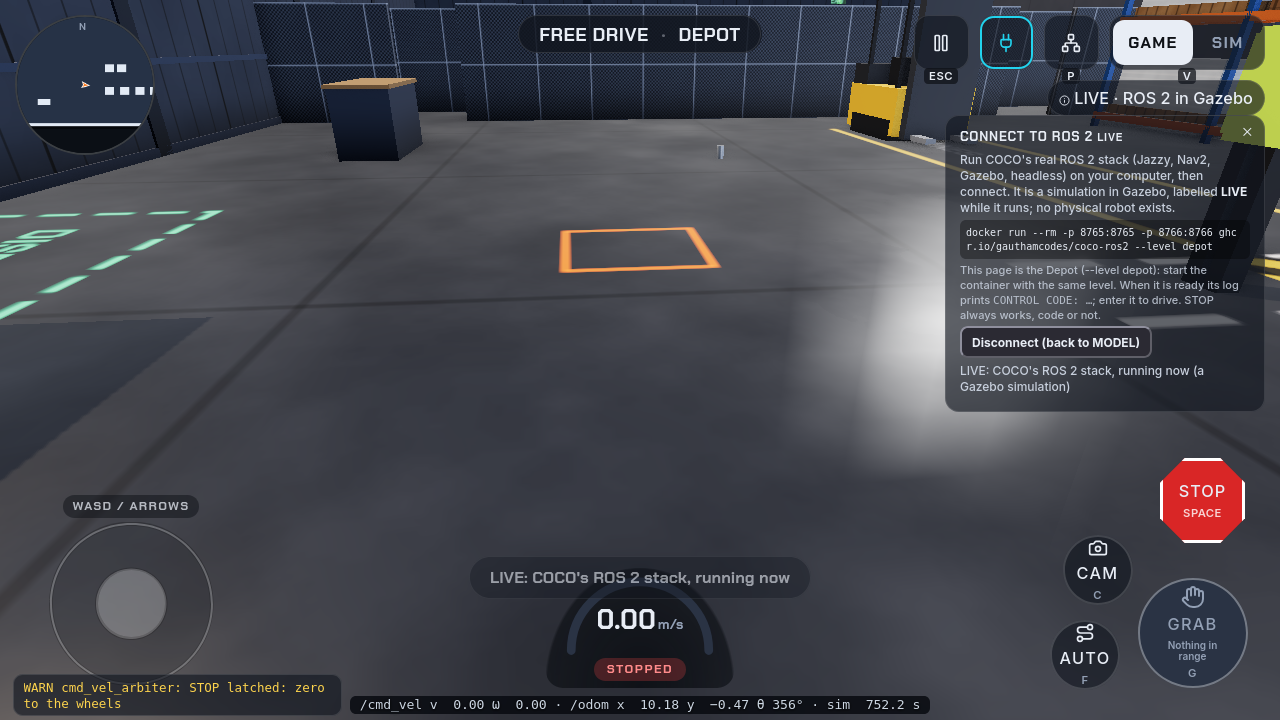 N
FREE DRIVE · DEPOT
ESC
P
GAME SIM
V
LIVE · ROS 2 in Gazebo
CONNECT TO ROS 2 LIVE
Run COCO's real ROS 2 stack (Jazzy, Nav2,
Gazebo, headless) on your computer, then
connect. It is a simulation in Gazebo, labelled LIVE
while it runs; no physical robot exists.
docker run --rm -p 8765:8765 -p 8766:8766 ghc
r.io/gauthamcodes/coco-ros2 --level depot
This page is the Depot (--level depot): start the
container with the same level. When it is ready its log
prints CONTROL CODE: …; enter it to drive. STOP
always works, code or not.
Disconnect (back to MODEL)
LIVE: COCO's ROS 2 stack, running now (a
Gazebo simulation)
WASD / ARROWS
STOP
SPACE
CAM
C
AUTO
F
GRAB
Nothing in
range
G
LIVE: COCO's ROS 2 stack, running now
0.00 m/s
STOPPED
WARN cmd_vel_arbiter: STOP latched: zero
to the wheels
/cmd_vel v 0.00 ω 0.00 · /odom x 10.18 y −0.47 θ 356° · sim 752.2 s